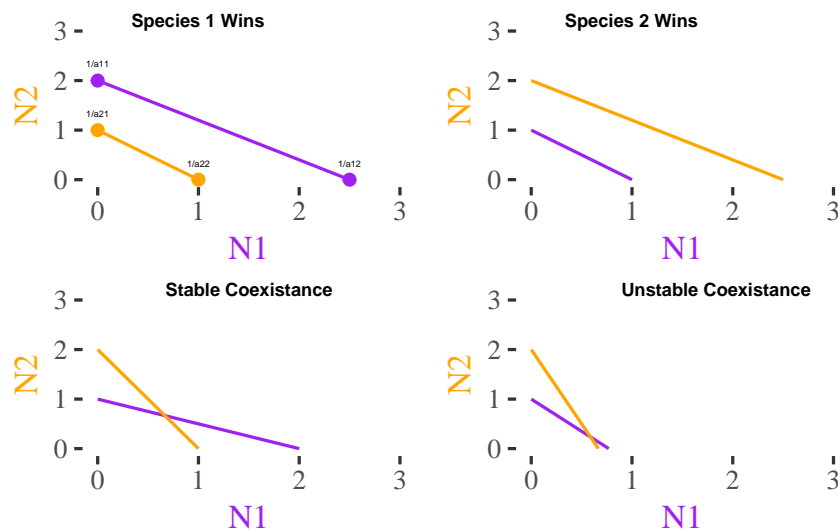 Species 1 Wins
3
1/a11
2
1/a21
1
1/a22
1/a12
0
N2
0 1 2 3
N1
Species 2 Wins
3
2
1
0
N2
0 1 2 3
N1
Stable Coexistance
3
2
1
0
N2
0 1 2 3
N1
Unstable Coexistance
3
2
1
0
N2
0 1 2 3
N1